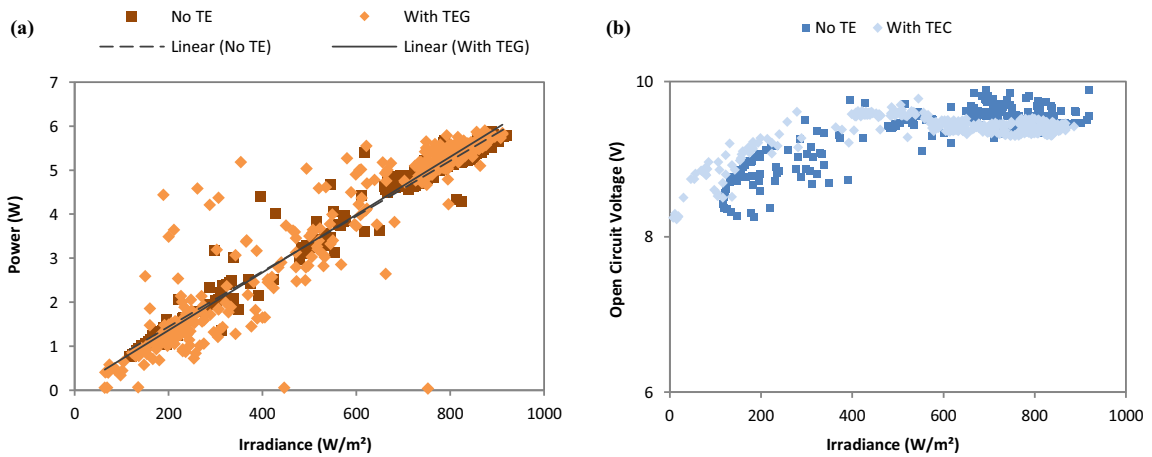 (a)
No TE
With TEG
Linear (No TE)
Linear (With TEG)
7
6
5
4
3
2
1
0
Power (W)
0 200 400 600 800 1000
Irradiance (W/m²)
(b)
No TE
With TEC
10
8
6
Open Circuit Voltage (V)
0 200 400 600 800 1000
Irradiance (W/m²)